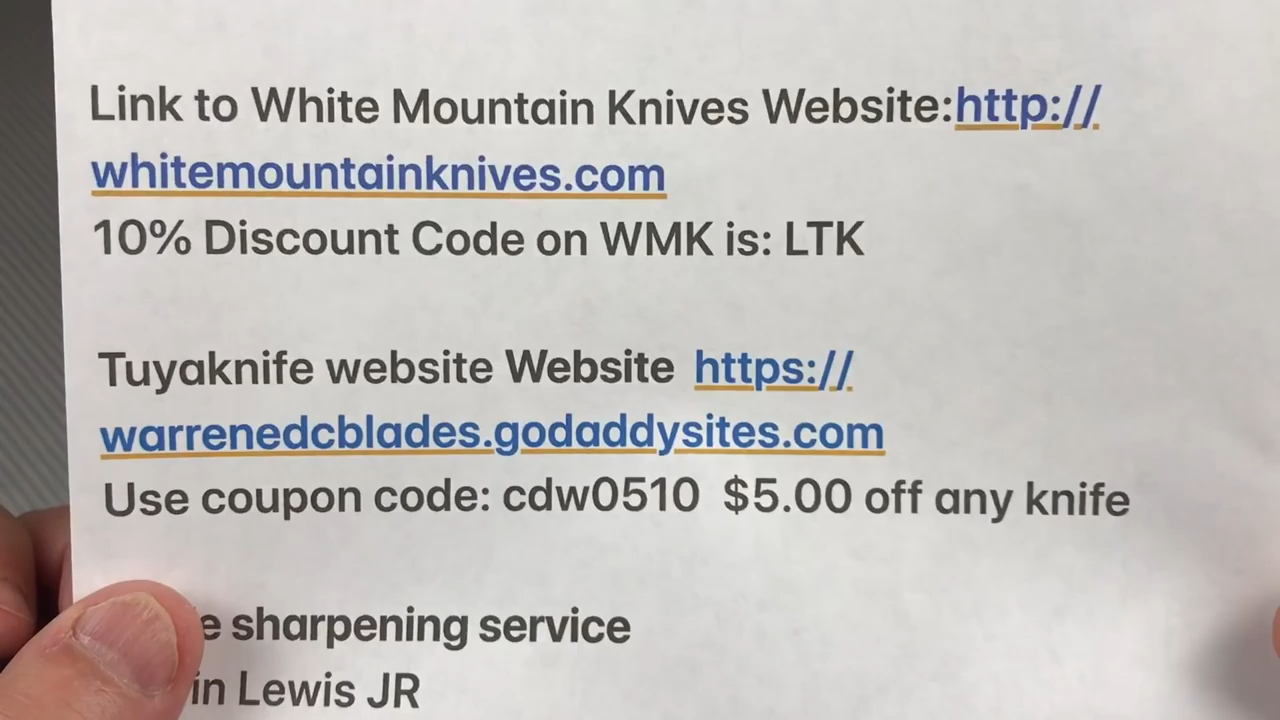 Link to White Mountain Knives Website:http://
whitemountainknives.com
10% Discount Code on WMK is: LTK
Tuyaknife website Website https://
warrenedcblades.godaddysites.com
Use coupon code: cdw0510 $5.00 off any knife
sharpening service
Lewis JR